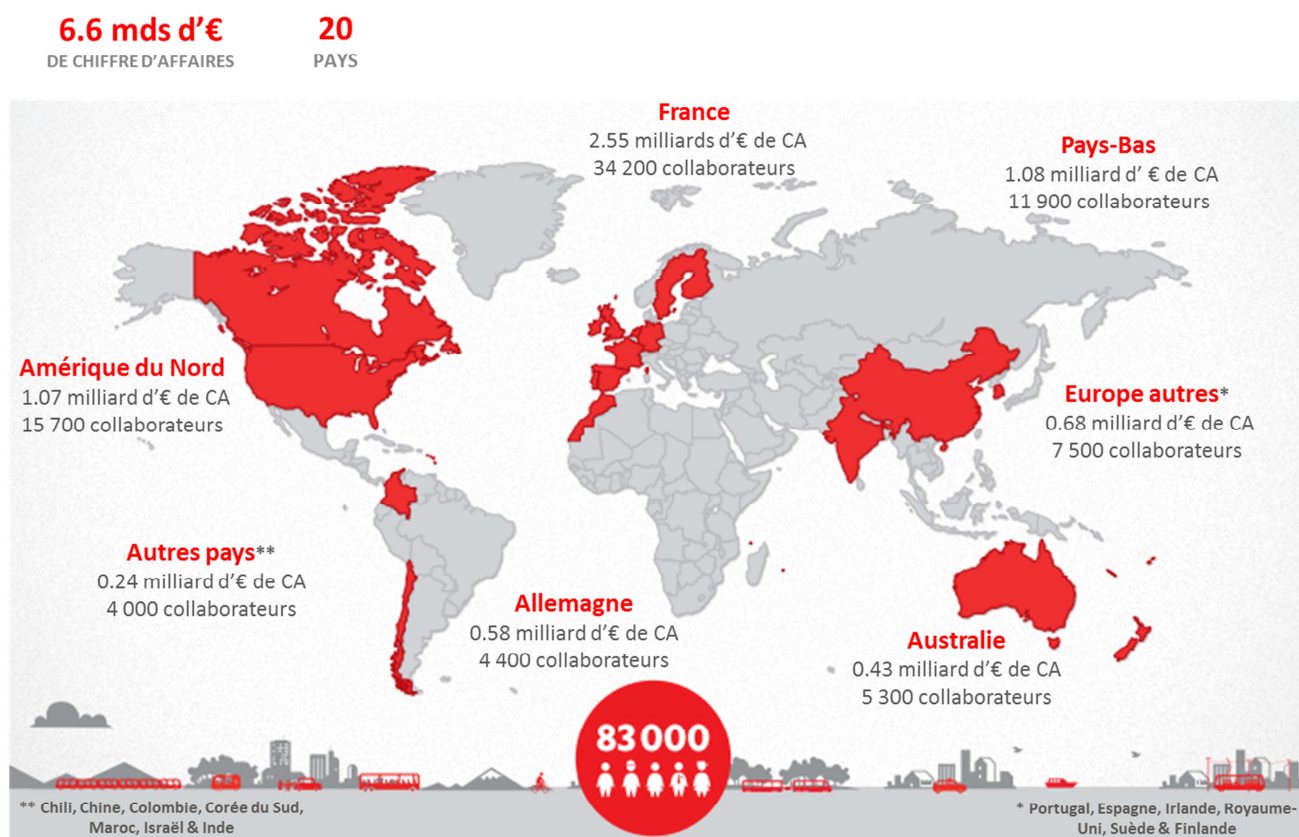 6.6 mds d’€
DE CHIFFRE D’AFFAIRES
20
PAYS
France
2.55 milliards d’€ de CA
34 200 collaborateurs
Pays-Bas
1.08 milliard d’ € de CA
11 900 collaborateurs
Amérique du Nord
1.07 milliard d’€ de CA
15 700 collaborateurs
Europe autres*
0.68 milliard d’€ de CA
7 500 collaborateurs
Autres pays**
0.24 milliard d’€ de CA
4 000 collaborateurs
Allemagne
0.58 milliard d’€ de CA
4 400 collaborateurs
Australie
0.43 milliard d’€ de CA
5 300 collaborateurs
83 000
** Chili, Chine, Colombie, Corée du Sud,
Maroc, Israël & Inde
* Portugal, Espagne, Irlande, Royaume-
Uni, Suède & Finlande